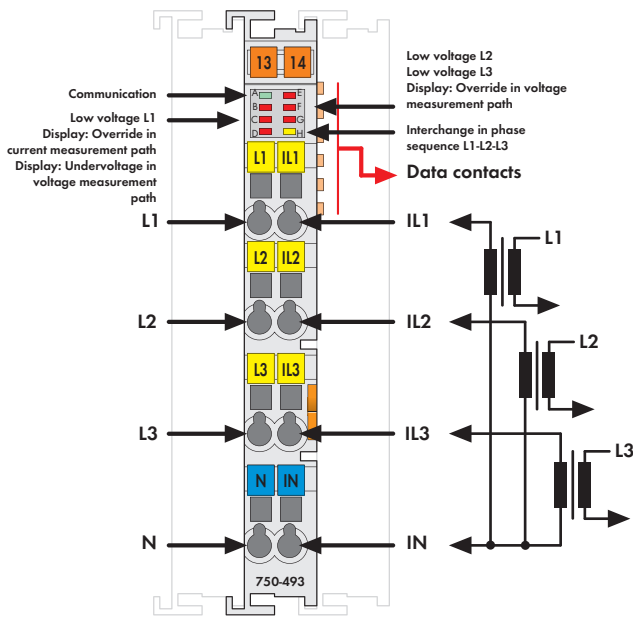 13 14
Communication
Low voltage L1
Display: Override in
current measurement path
Display: Undervoltage in
voltage measurement
path
A E
B F
C G
D H
Low voltage L2
Low voltage L3
Display: Override in voltage
measurement path
Interchange in phase
sequence L1-L2-L3
Data contacts
L1 IL1
L1 IL1
L1
L2 IL2
L2 IL2
L2
L3 IL3
L3 IL3
L3
N IN
N IN
750-493